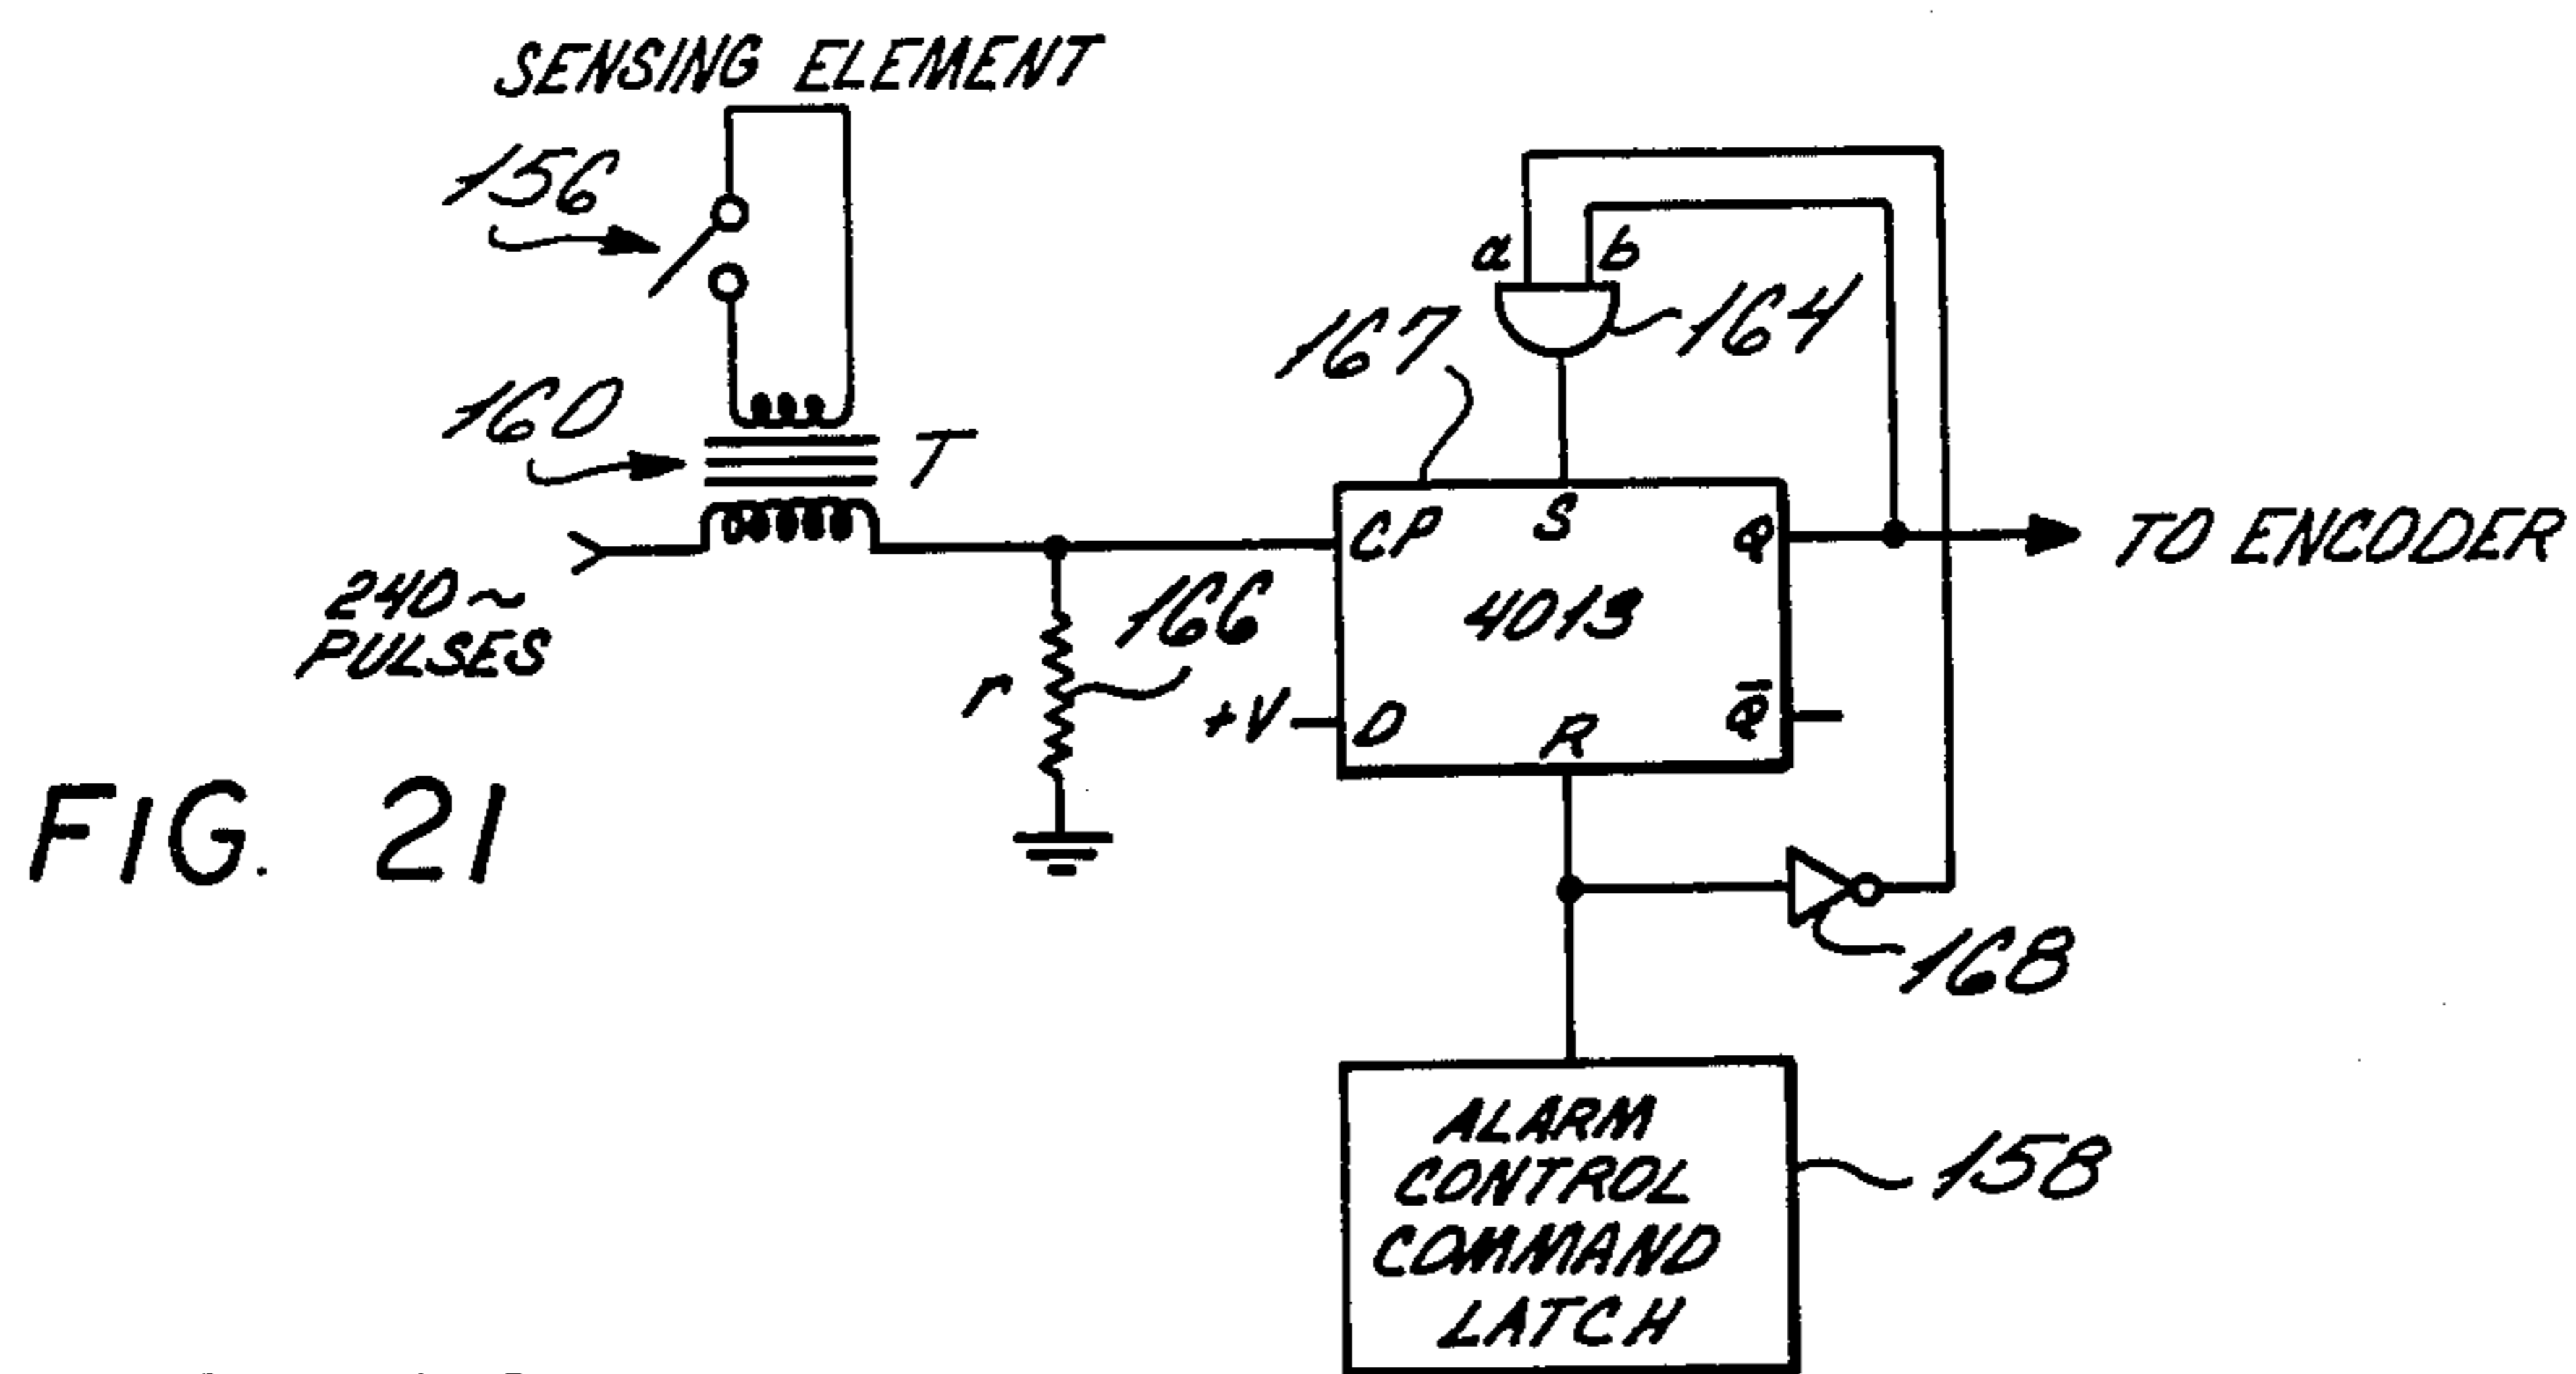 SENSING ELEMENT
156
160
T
240~
PULSES
r
166
167
a
b
164
CP
S
Q
4013
+V
D
R
Q̅
TO ENCODER
168
ALARM
CONTROL
COMMAND
LATCH
158
FIG. 21